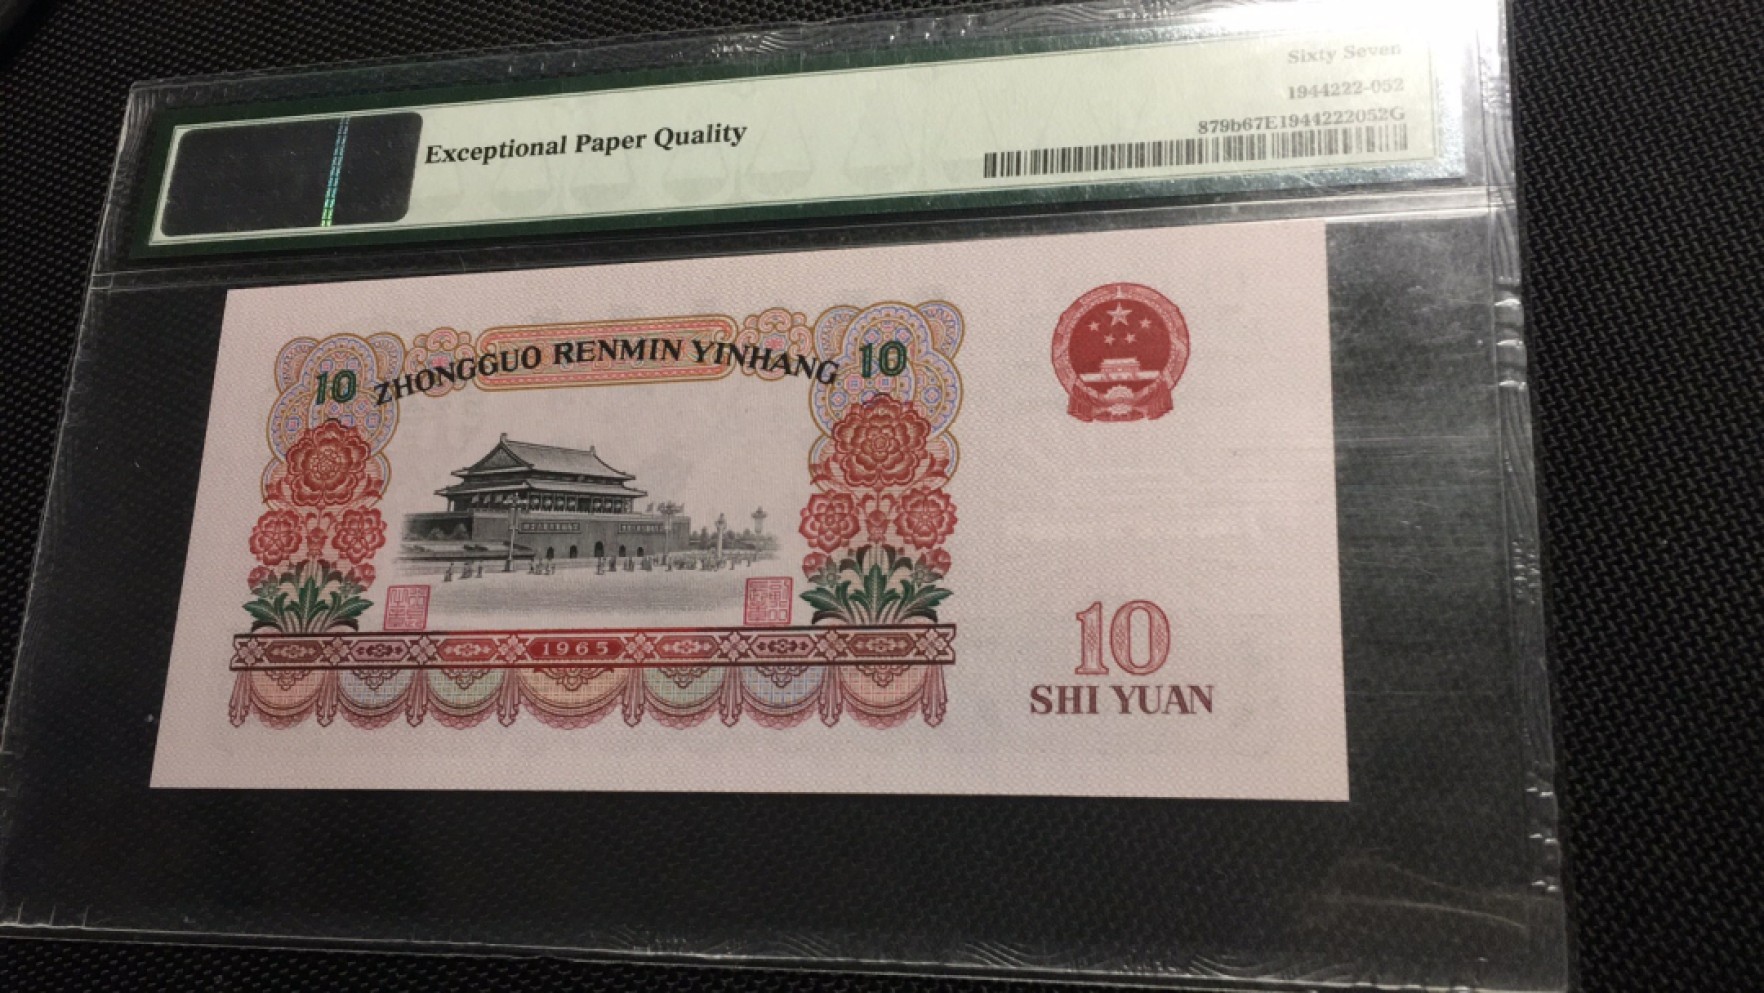 Sixty Seven
1944222-052
Exceptional Paper Quality
879b67E1944222052G
10 ZHONGGUO RENMIN YINHANG 10
1965
10
SHI YUAN